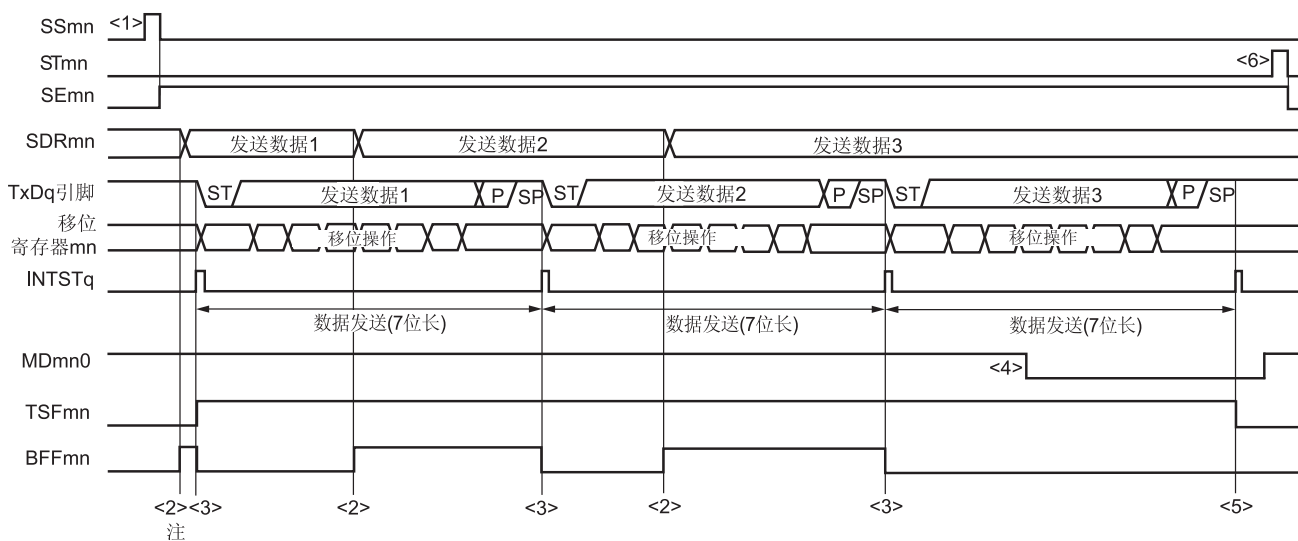 SSmn <1>
STmn <6>
SEmn
SDRmn 发送数据1 发送数据2 发送数据3
TxDq引脚 ST 发送数据1 P SP ST 发送数据2 P SP ST 发送数据3 P SP
移位
寄存器mn 移位操作 移位操作 移位操作
INTSTq
数据发送(7位长) 数据发送(7位长) 数据发送(7位长)
MDmn0 <4>
TSFmn
BFFmn
<2> <3> <2> <3> <2> <3> <5>
注